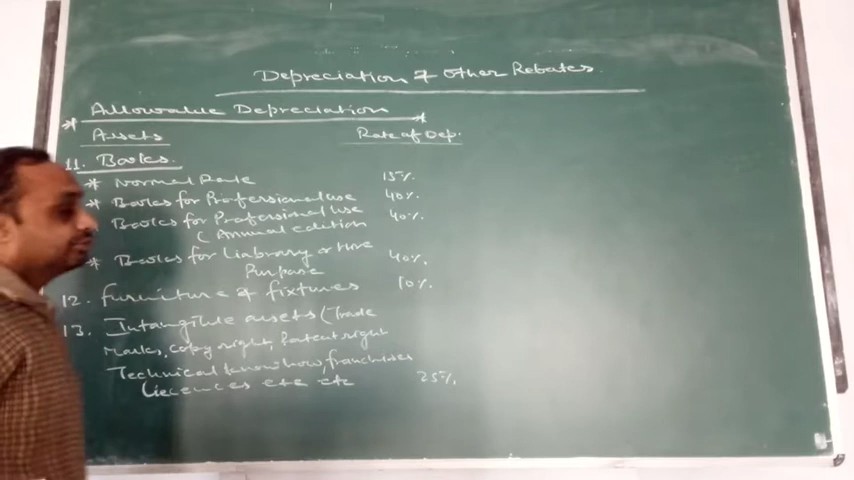 Depreciation & other Rebates.
* Allowable Depreciation *
Assets Rate of Dep.
11. Books.
* Normal Rate 15%.
* Books for Professional use 40%.
Books for Professional use 40%.
( Annual edition
* Books for Liabrary or Hire 40%.
Purpose
12. furniture & fixtures 10%.
13. Intangible assets (Trade
Marks, copy right, Patent right
Technical know how, franchises
Liecences etc etc 25%.